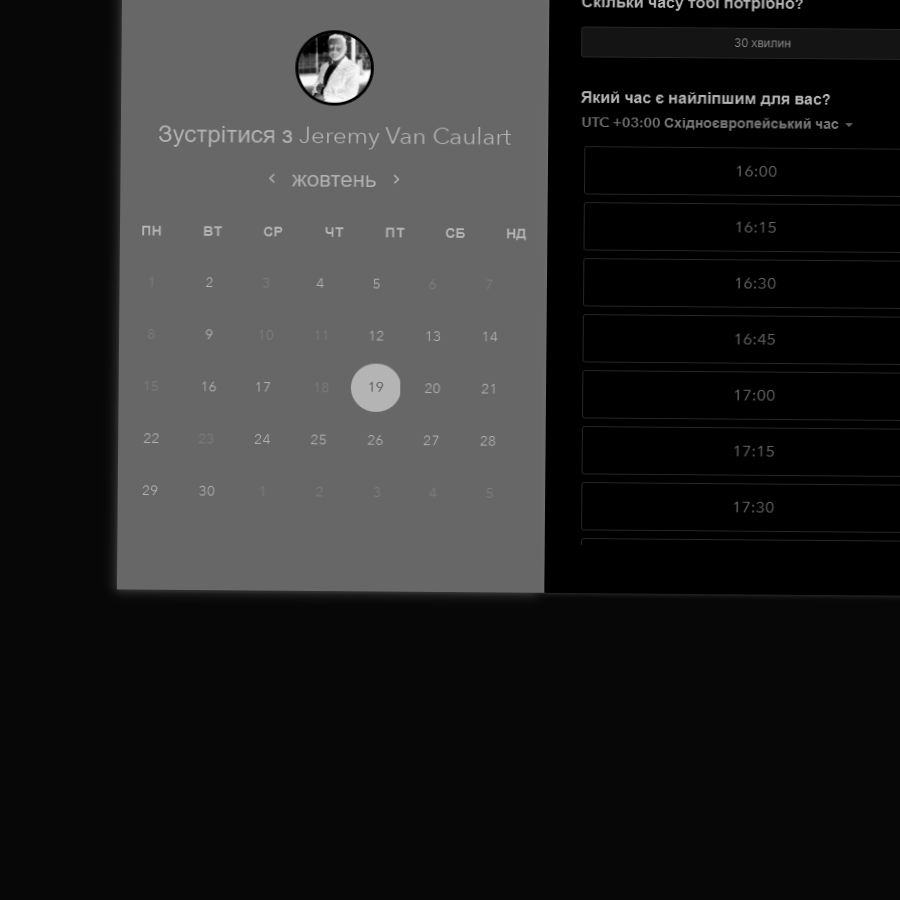 Зустрітися з Jeremy Van Caulart
жовтень
ПН ВТ СР ЧТ ПТ СБ НД
1 2 3 4 5 6 7
8 9 10 11 12 13 14
15 16 17 18 19 20 21
22 23 24 25 26 27 28
29 30 1 2 3 4 5
Скільки часу тобі потрібно?
30 хвилин
Який час є найліпшим для вас?
UTC +03:00 Східноєвропейський час
16:00
16:15
16:30
16:45
17:00
17:15
17:30